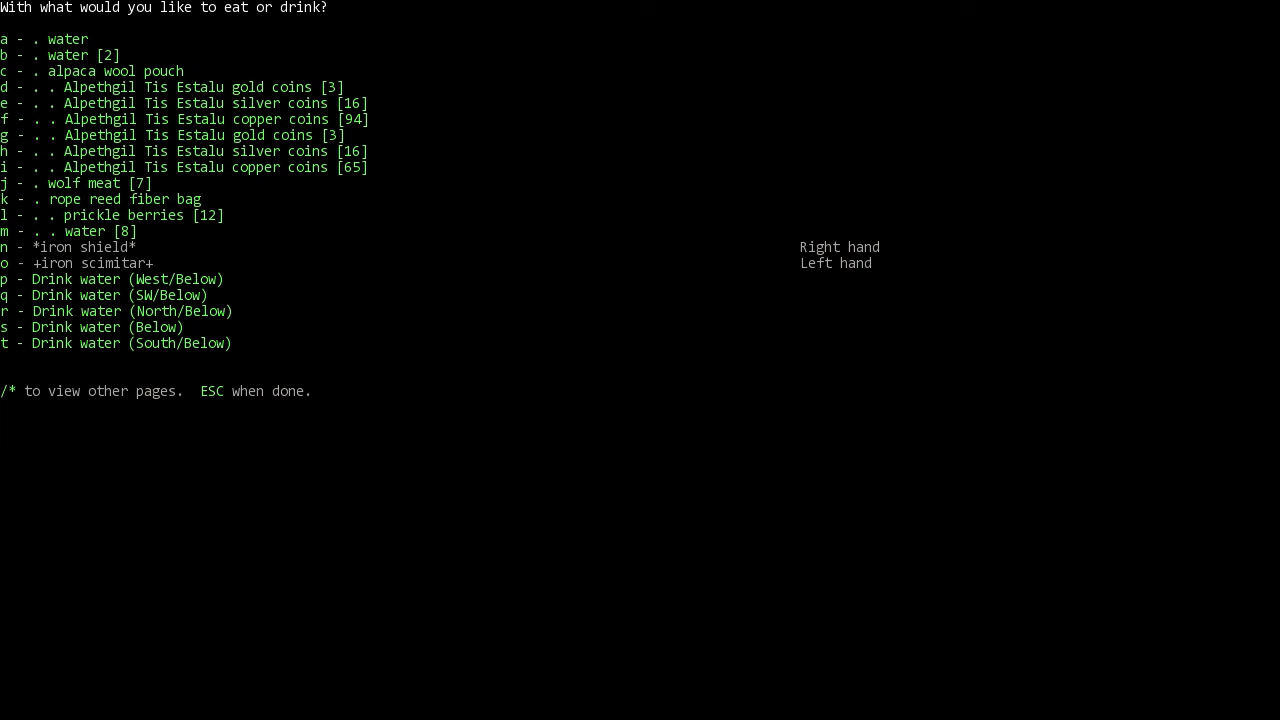 With what would you like to eat or drink?
a - . water
b - . water [2]
c - . alpaca wool pouch
d - . . Alpethgil Tis Estalu gold coins [3]
e - . . Alpethgil Tis Estalu silver coins [16]
f - . . Alpethgil Tis Estalu copper coins [94]
g - . . Alpethgil Tis Estalu gold coins [3]
h - . . Alpethgil Tis Estalu silver coins [16]
i - . . Alpethgil Tis Estalu copper coins [65]
j - . wolf meat [7]
k - . rope reed fiber bag
l - . . prickle berries [12]
m - . . water [8]
n - *iron shield* Right hand
o - +iron scimitar+ Left hand
p - Drink water (West/Below)
q - Drink water (SW/Below)
r - Drink water (North/Below)
s - Drink water (Below)
t - Drink water (South/Below)
/* to view other pages.  ESC when done.